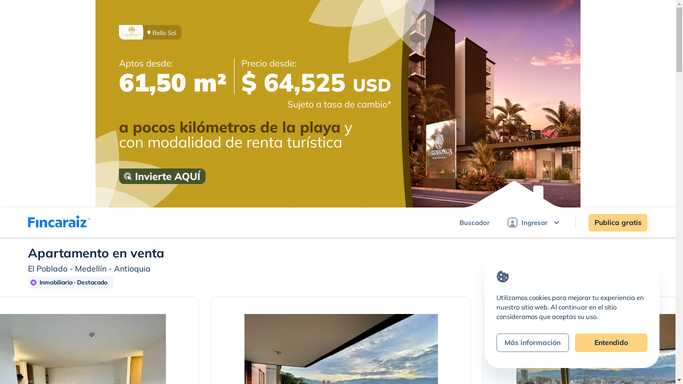 Bello Sol
Aptos desde:
61,50 m²
Precio desde:
$ 64,525 USD
Sujeto a tasa de cambio*
a pocos kilómetros de la playa y
con modalidad de renta turística
Invierte AQUÍ
Fincaraiz
Buscador
Ingresar
Publica gratis
Apartamento en venta
El Poblado - Medellín - Antioquia
Inmobiliaria · Destacado
Utilizamos cookies para mejorar tu experiencia en
nuestro sitio web. Al continuar en el sitio
consideramos que aceptas su uso.
Más información
Entendido